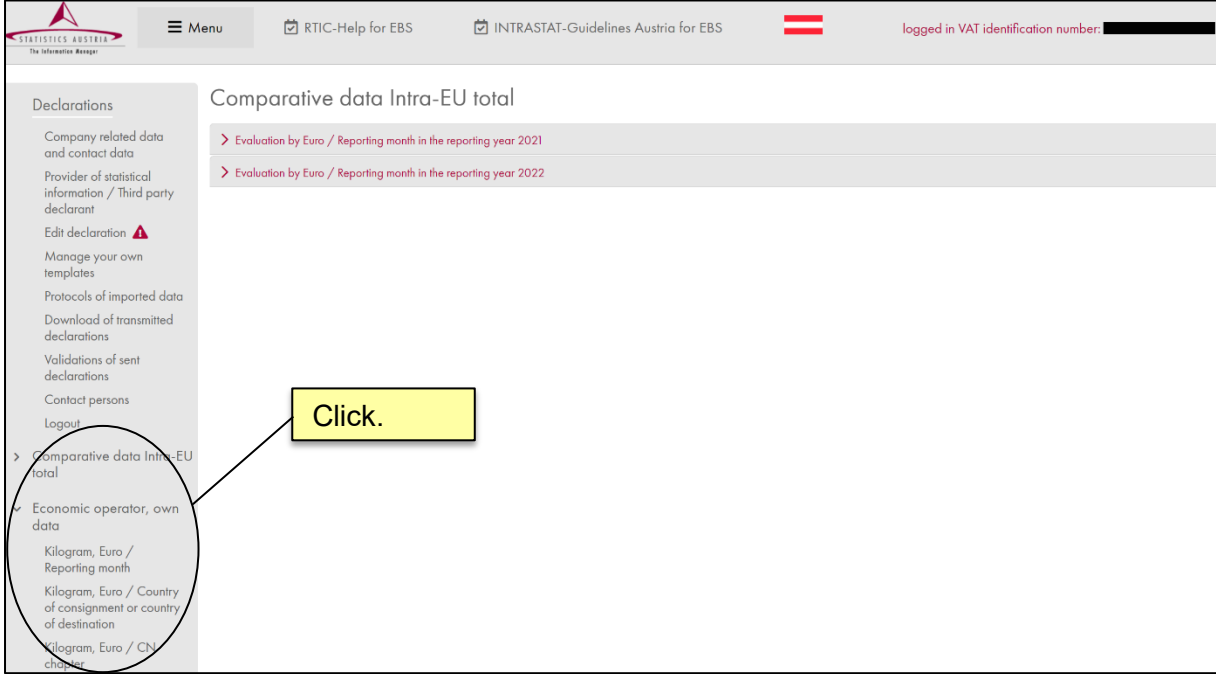 STATISTICS AUSTRIA
The Information Manager
Menu
RTIC-Help for EBS
INTRASTAT-Guidelines Austria for EBS
logged in VAT identification number:
Declarations
Company related data
and contact data
Provider of statistical
information / Third party
declarant
Edit declaration
Manage your own
templates
Protocols of imported data
Download of transmitted
declarations
Validations of sent
declarations
Contact persons
Logout
Comparative data Intra-EU
total
Economic operator, own
data
Kilogram, Euro /
Reporting month
Kilogram, Euro / Country
of consignment or country
of destination
Kilogram, Euro / CN-
chapter
Comparative data Intra-EU total
Evaluation by Euro / Reporting month in the reporting year 2021
Evaluation by Euro / Reporting month in the reporting year 2022
Click.